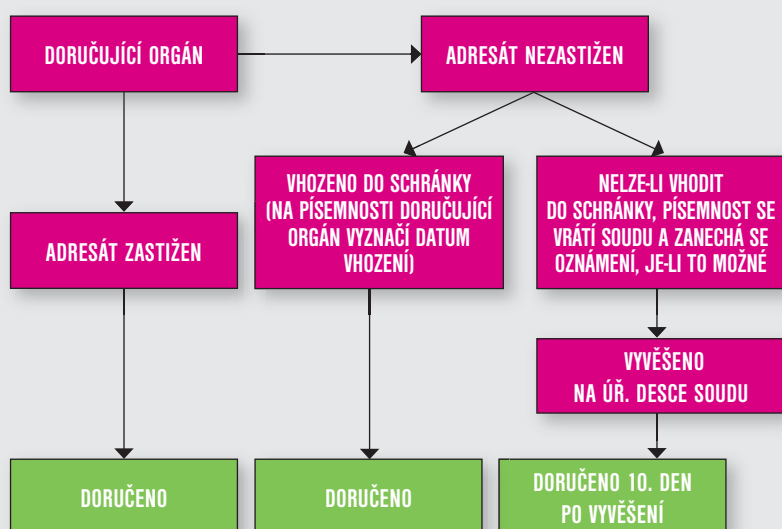 DORUČUJÍCÍ ORGÁN
ADRESÁT NEZASTIŽEN
VHOZENO DO SCHRÁNKY
(NA PÍSEMNOSTI DORUČUJÍCÍ
ORGÁN VYZNAČÍ DATUM
VHOZENÍ)
NELZE-LI VHODIT
DO SCHRÁNKY, PÍSEMNOST SE
VRÁTÍ SOUDU A ZANECHÁ SE
OZNÁMENÍ, JE-LI TO MOŽNÉ
ADRESÁT ZASTIŽEN
VYVĚŠENO
NA ÚŘ. DESCE SOUDU
DORUČENO
DORUČENO
DORUČENO 10. DEN
PO VYVĚŠENÍ